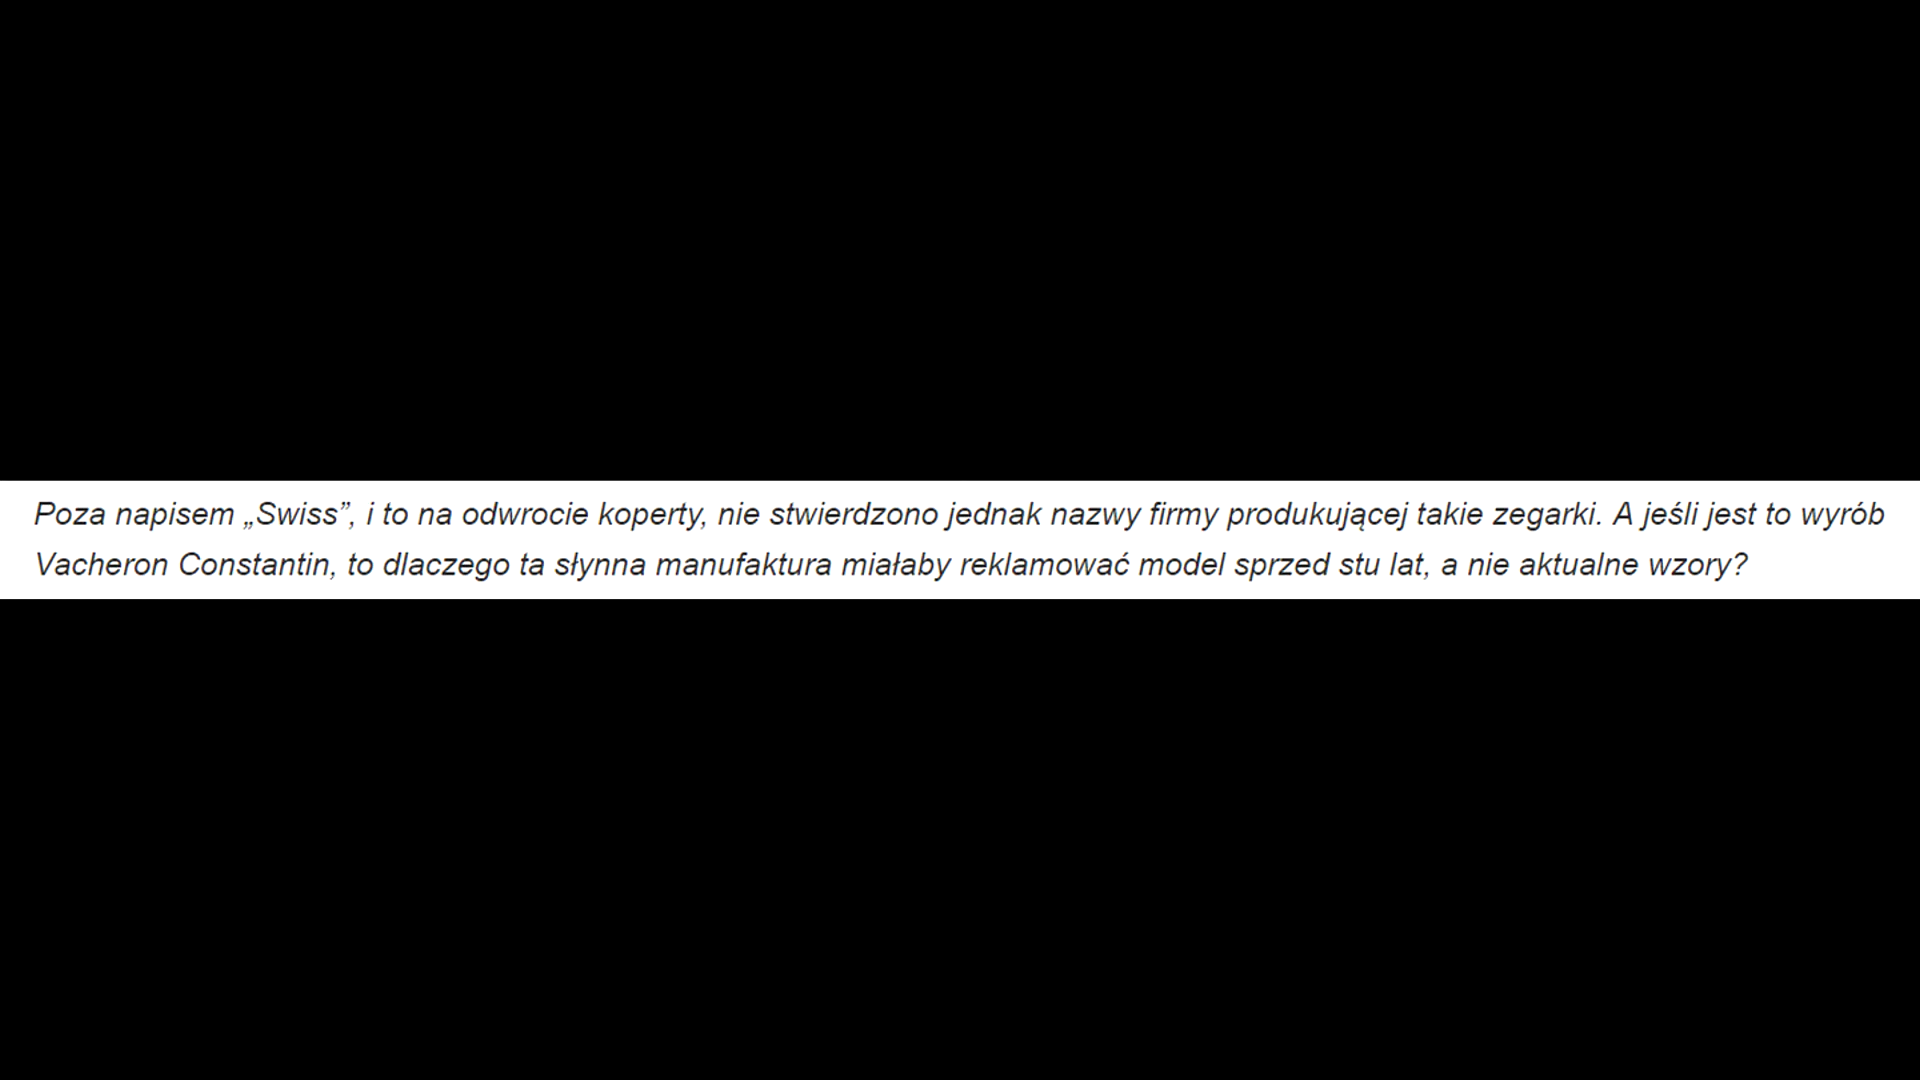 Poza napisem „Swiss”, i to na odwrocie koperty, nie stwierdzono jednak nazwy firmy produkującej takie zegarki. A jeśli jest to wyrób
Vacheron Constantin, to dlaczego ta słynna manufaktura miałaby reklamować model sprzed stu lat, a nie aktualne wzory?